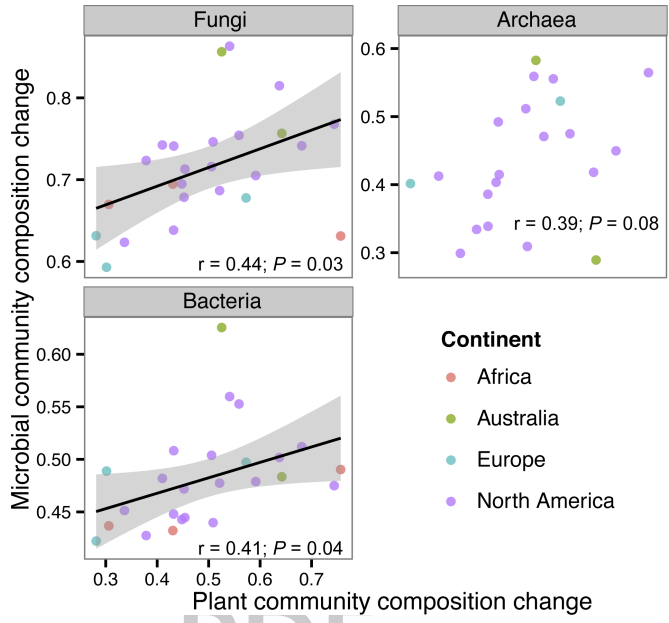 Fungi
Archaea
Microbial community composition change
0.8
0.7
0.6
r = 0.44; P = 0.03
0.6
0.5
0.4
0.3
r = 0.39; P = 0.08
Bacteria
0.60
0.55
0.50
0.45
r = 0.41; P = 0.04
0.3 0.4 0.5 0.6 0.7
Plant community composition change
Continent
Africa
Australia
Europe
North America